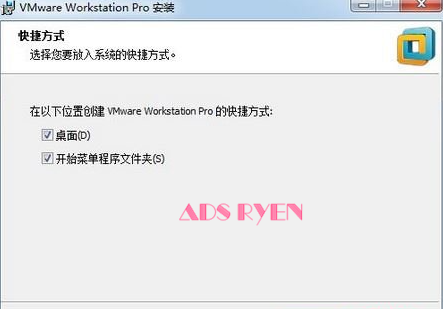 VMware Workstation Pro 安装
快捷方式
选择您要放入系统的快捷方式。
在以下位置创建 VMware Workstation Pro 的快捷方式:
桌面(D)
开始菜单程序文件夹(S)
ADS RYEN